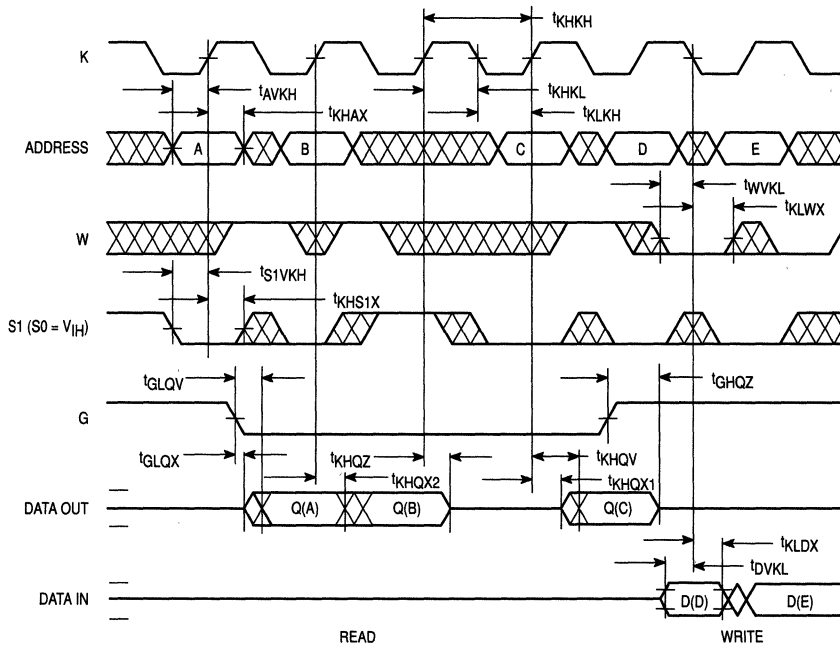 tKHKH
K
tAVKH
tKHKL
tKHAX
tKLKH
ADDRESS
A
B
C
D
E
tWVKL
tKLWX
W
tS1VKH
tKHS1X
S1 (S0 = VIH)
tGLQV
tGHQZ
G
tGLQX
tKHQZ
tKHQX2
tKHQV
tKHQX1
DATA OUT
Q(A)
Q(B)
Q(C)
tKLDX
tDVKL
DATA IN
D(D)
D(E)
READ
WRITE